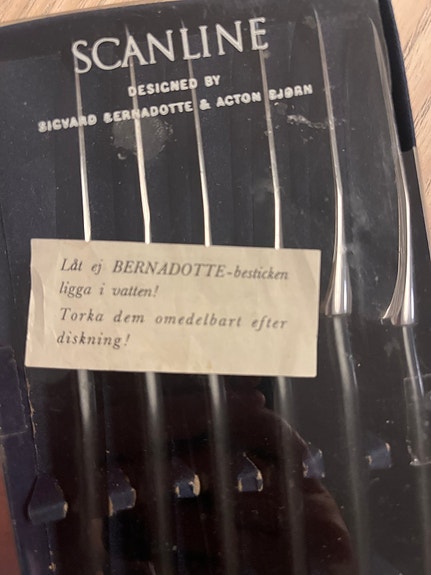 SCANLINE
DESIGNED BY
SIGVARD BERNADOTTE & ACTON BJØRN
Låt ej BERNADOTTE-besticken
ligga i vatten!
Torka dem omedelbart efter
diskning!